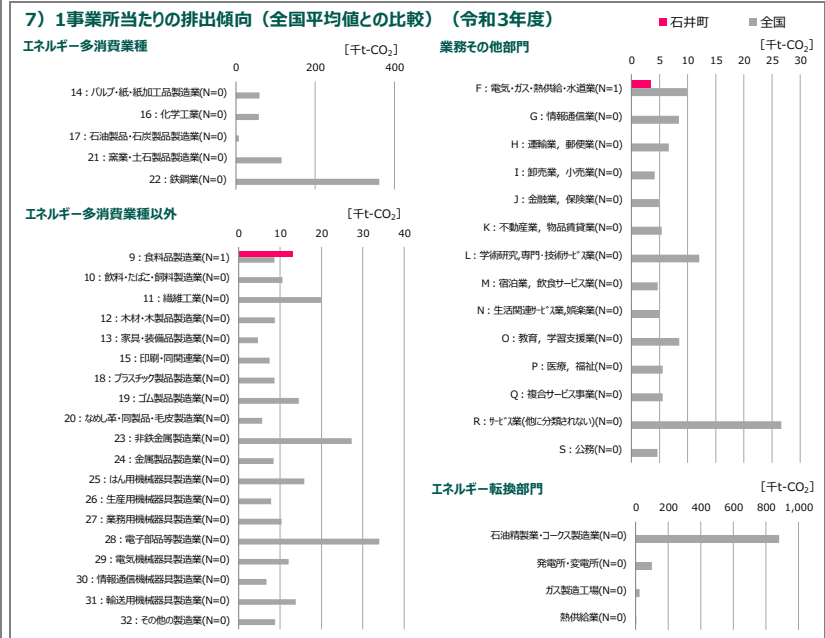 7）1事業所当たりの排出傾向（全国平均値との比較）（令和3年度）
■石井町 ■全国
エネルギー多消費業種
[千t-CO₂]
0 200 400
14：パルプ・紙・紙加工品製造業(N=0)
16：化学工業(N=0)
17：石油製品・石炭製品製造業(N=0)
21：窯業・土石製品製造業(N=0)
22：鉄鋼業(N=0)
エネルギー多消費業種以外
[千t-CO₂]
0 10 20 30 40
9：食料品製造業(N=1)
10：飲料・たばこ・飼料製造業(N=0)
11：繊維工業(N=0)
12：木材・木製品製造業(N=0)
13：家具・装備品製造業(N=0)
15：印刷・同関連業(N=0)
18：プラスチック製品製造業(N=0)
19：ゴム製品製造業(N=0)
20：なめし革・同製品・毛皮製造業(N=0)
23：非鉄金属製造業(N=0)
24：金属製品製造業(N=0)
25：はん用機械器具製造業(N=0)
26：生産用機械器具製造業(N=0)
27：業務用機械器具製造業(N=0)
28：電子部品等製造業(N=0)
29：電気機械器具製造業(N=0)
30：情報通信機械器具製造業(N=0)
31：輸送用機械器具製造業(N=0)
32：その他の製造業(N=0)
業務その他部門
[千t-CO₂]
0 5 10 15 20 25 30
F：電気・ガス・熱供給・水道業(N=1)
G：情報通信業(N=0)
H：運輸業，郵便業(N=0)
I：卸売業，小売業(N=0)
J：金融業，保険業(N=0)
K：不動産業，物品賃貸業(N=0)
L：学術研究,専門・技術サービス業(N=0)
M：宿泊業，飲食サービス業(N=0)
N：生活関連サービス業,娯楽業(N=0)
O：教育，学習支援業(N=0)
P：医療，福祉(N=0)
Q：複合サービス事業(N=0)
R：サービス業(他に分類されない)(N=0)
S：公務(N=0)
エネルギー転換部門
[千t-CO₂]
0 200 400 600 800 1,000
石油精製業・コークス製造業(N=0)
発電所・変電所(N=0)
ガス製造工場(N=0)
熱供給業(N=0)